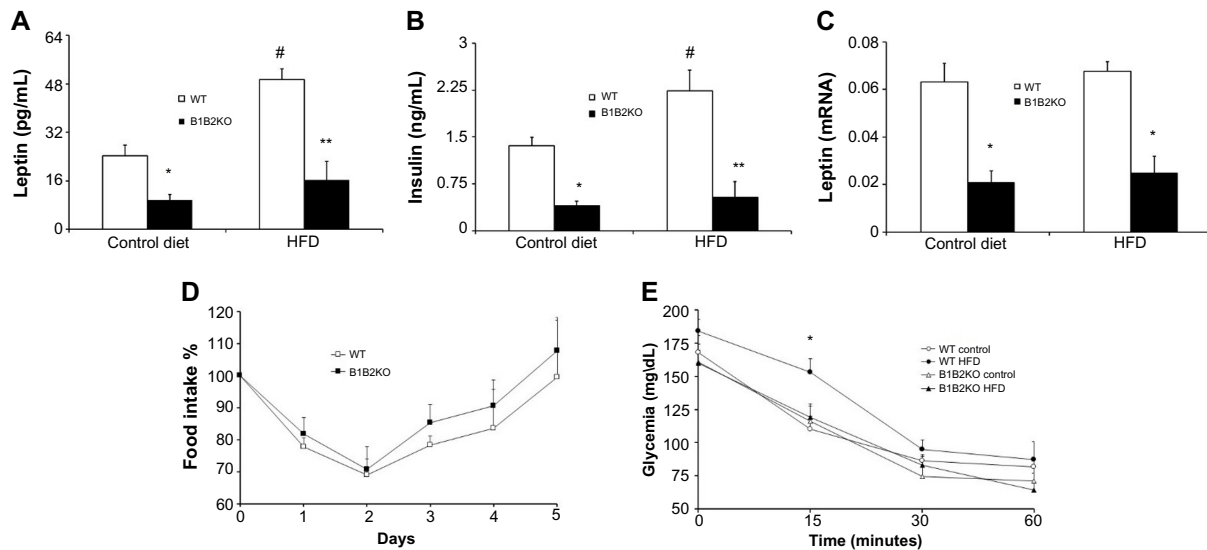 A
Leptin (pg/mL)
64
48
32
16
0
#
*
**
WT
B1B2KO
Control diet
HFD
B
Insulin (ng/mL)
3
2.25
1.5
0.75
0
#
*
**
WT
B1B2KO
Control diet
HFD
C
Leptin (mRNA)
0.08
0.06
0.04
0.02
0
*
*
WT
B1B2KO
Control diet
HFD
D
Food intake %
120
110
100
90
80
70
60
WT
B1B2KO
0 1 2 3 4 5
Days
E
Glycemia (mg\dL)
200
175
150
125
100
75
50
*
WT control
WT HFD
B1B2KO control
B1B2KO HFD
0 15 30 60
Time (minutes)